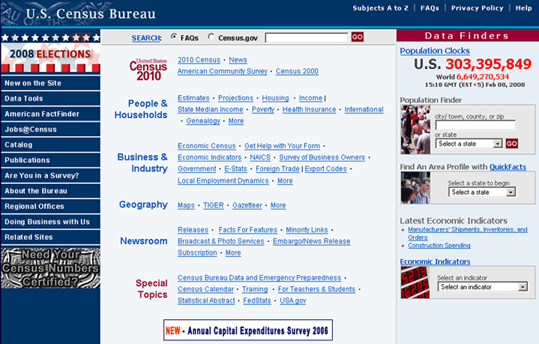 U.S. Census Bureau
Subjects A to Z | FAQs | Privacy Policy | Help
2008 ELECTIONS
New on the Site
Data Tools
American FactFinder
Jobs@Census
Catalog
Publications
Are You in a Survey?
About the Bureau
Regional Offices
Doing Business with Us
Related Sites
Need Your
Census Numbers
Certified?
SEARCH: FAQs Census.gov GO
United States
Census
2010
2010 Census · News
American Community Survey · Census 2000
People &
Households
Estimates · Projections · Housing · Income |
State Median Income · Poverty · Health Insurance · International
· Genealogy · More
Business &
Industry
Economic Census · Get Help with Your Form ·
Economic Indicators · NAICS · Survey of Business Owners ·
Government · E-Stats · Foreign Trade | Export Codes ·
Local Employment Dynamics · More
Geography
Maps · TIGER · Gazetteer · More
Newsroom
Releases · Facts For Features · Minority Links ·
Broadcast & Photo Services · Embargo/News Release
Subscription · More
Special
Topics
Census Bureau Data and Emergency Preparedness ·
Census Calendar · Training · For Teachers & Students ·
Statistical Abstract · FedStats · USA.gov
NEW - Annual Capital Expenditures Survey 2006
Data Finders
Population Clocks
U.S. 303,395,849
World 6,649,270,534
15:18 GMT (EST+5) Feb 08, 2008
Population Finder
city/ town, county, or zip
or state
Select a state GO
Find An Area Profile with QuickFacts
Select a state to begin
Select a state
Latest Economic Indicators
Manufacturers' Shipments, Inventories, and
Orders
Construction Spending
Economic Indicators
Select an indicator
Select an indicator